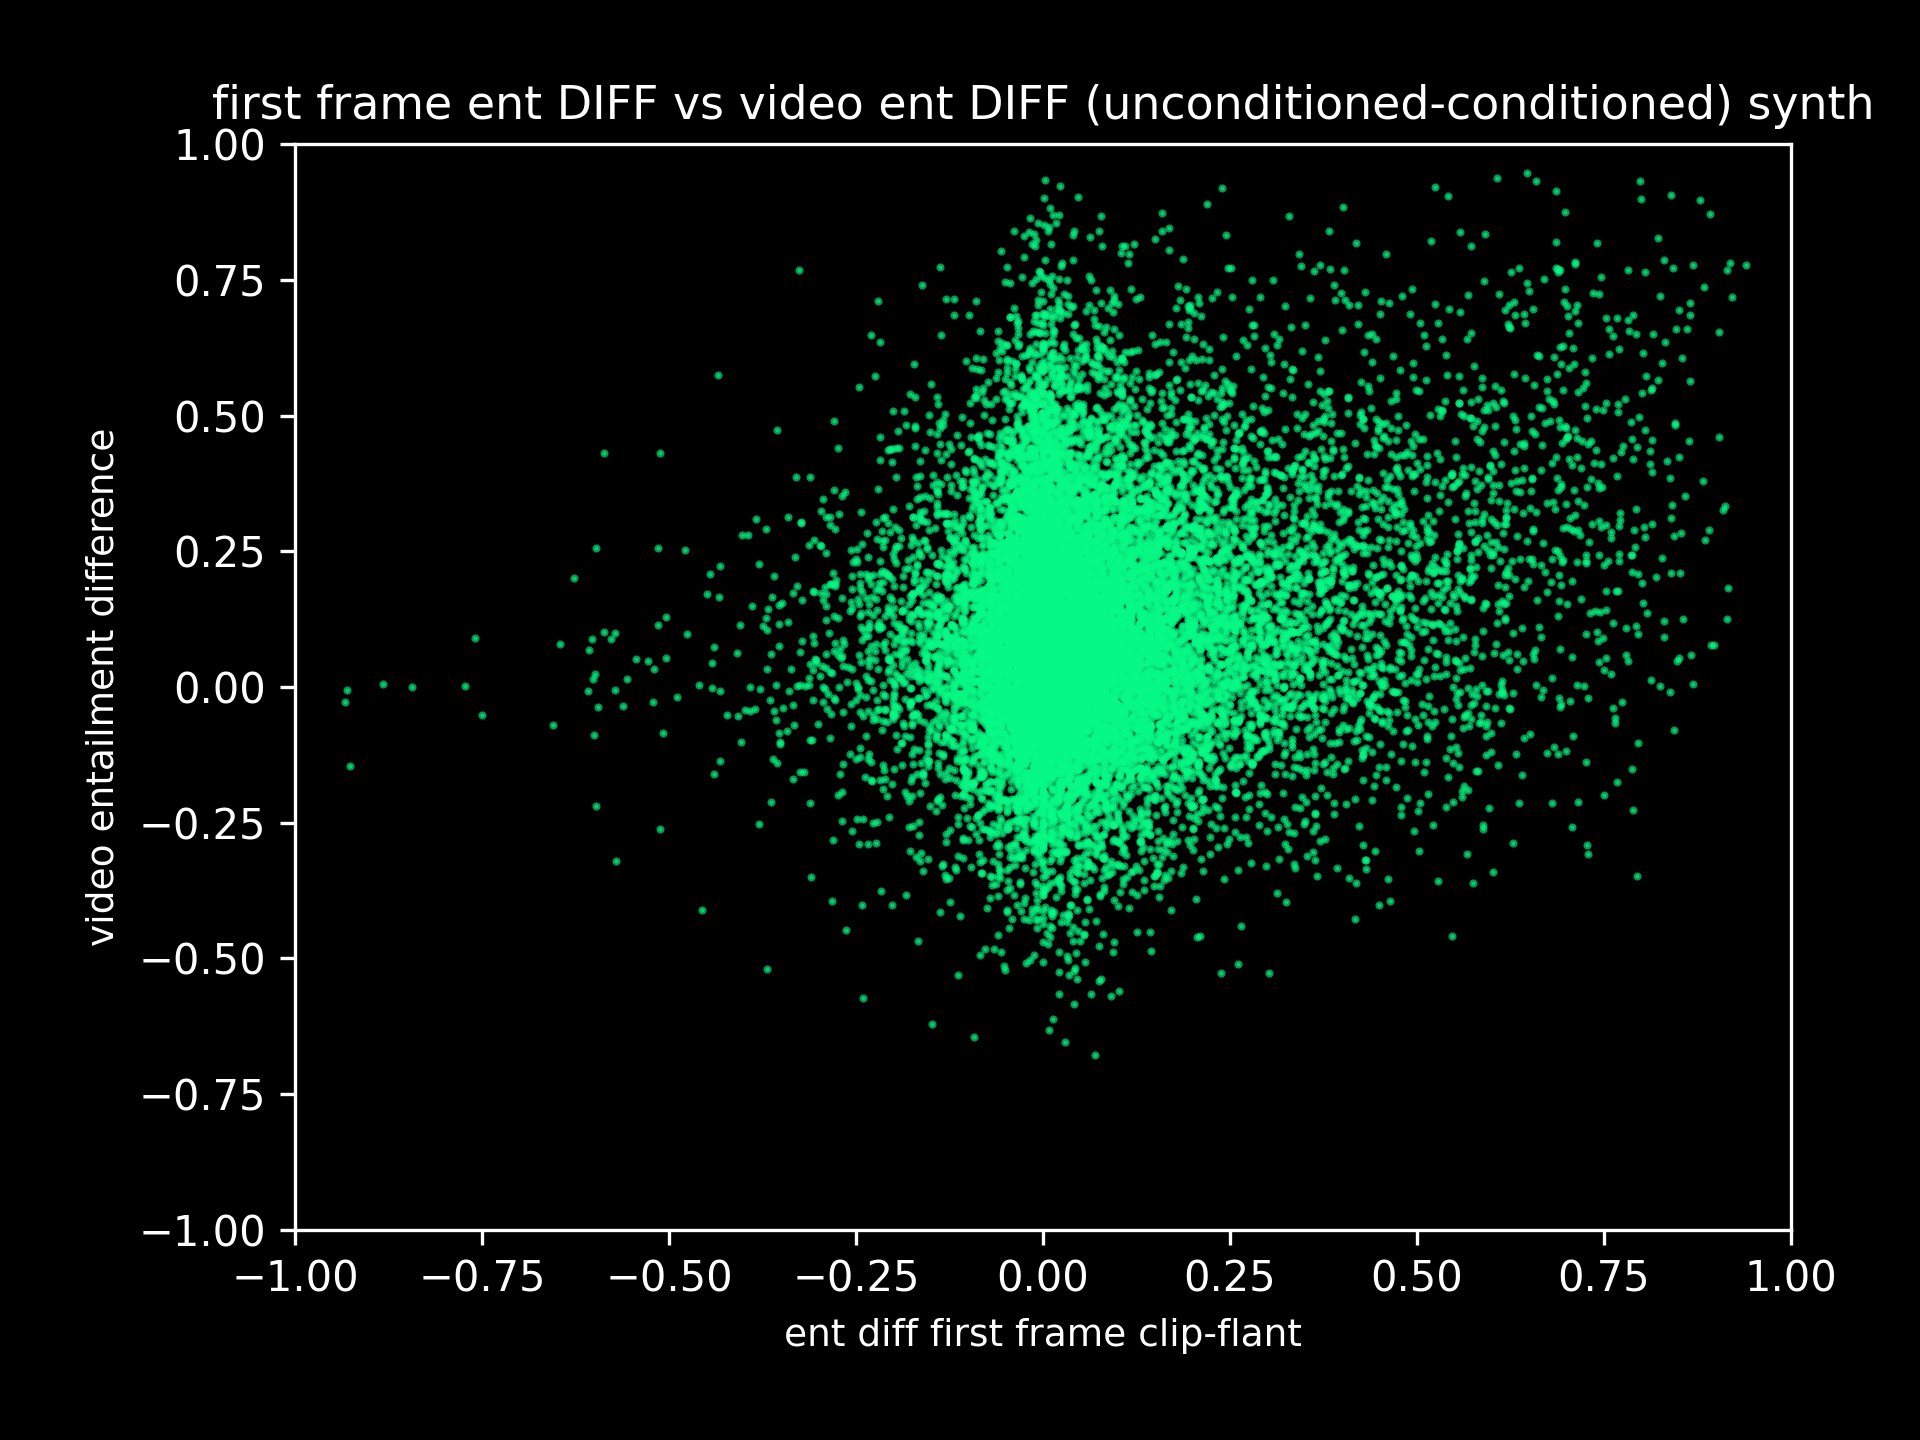 first frame ent DIFF vs video ent DIFF (unconditioned-conditioned) synth
1.00
0.75
0.50
0.25
0.00
−0.25
−0.50
−0.75
−1.00
video entailment difference
−1.00 −0.75 −0.50 −0.25 0.00 0.25 0.50 0.75 1.00
ent diff first frame clip-flant